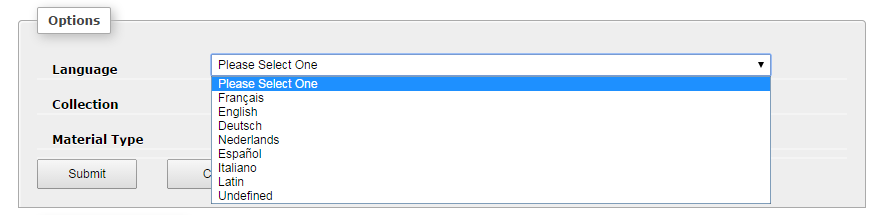 Options
Language
Please Select One
Please Select One
Français
English
Deutsch
Nederlands
Español
Italiano
Latin
Undefined
Collection
Material Type
Submit
C